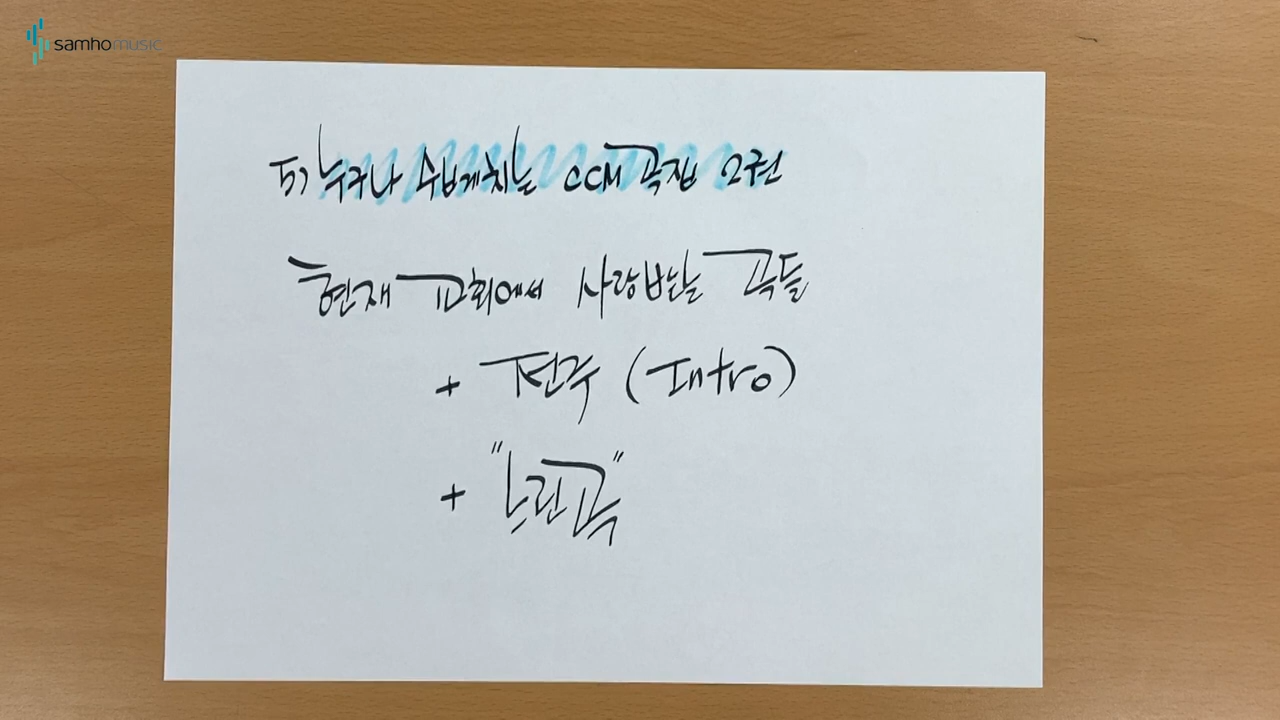 samhomusic
누구나 쉽게치는 CCM 곡집 2권
현재 교회에서 사랑받는 곡들
+ 전주 (Intro)
+ "느린곡"